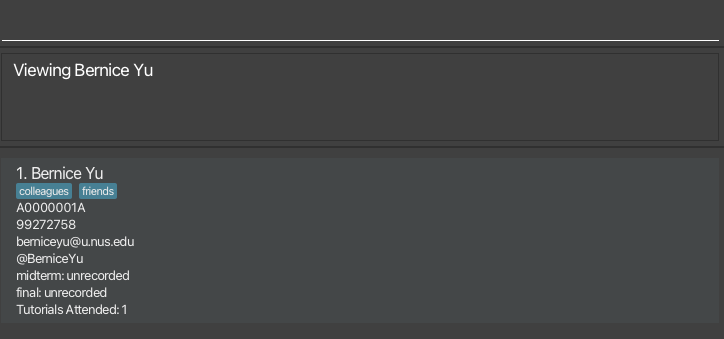 Viewing Bernice Yu
1. Bernice Yu
colleagues friends
A0000001A
99272758
berniceyu@u.nus.edu
@BerniceYu
midterm: unrecorded
final: unrecorded
Tutorials Attended: 1